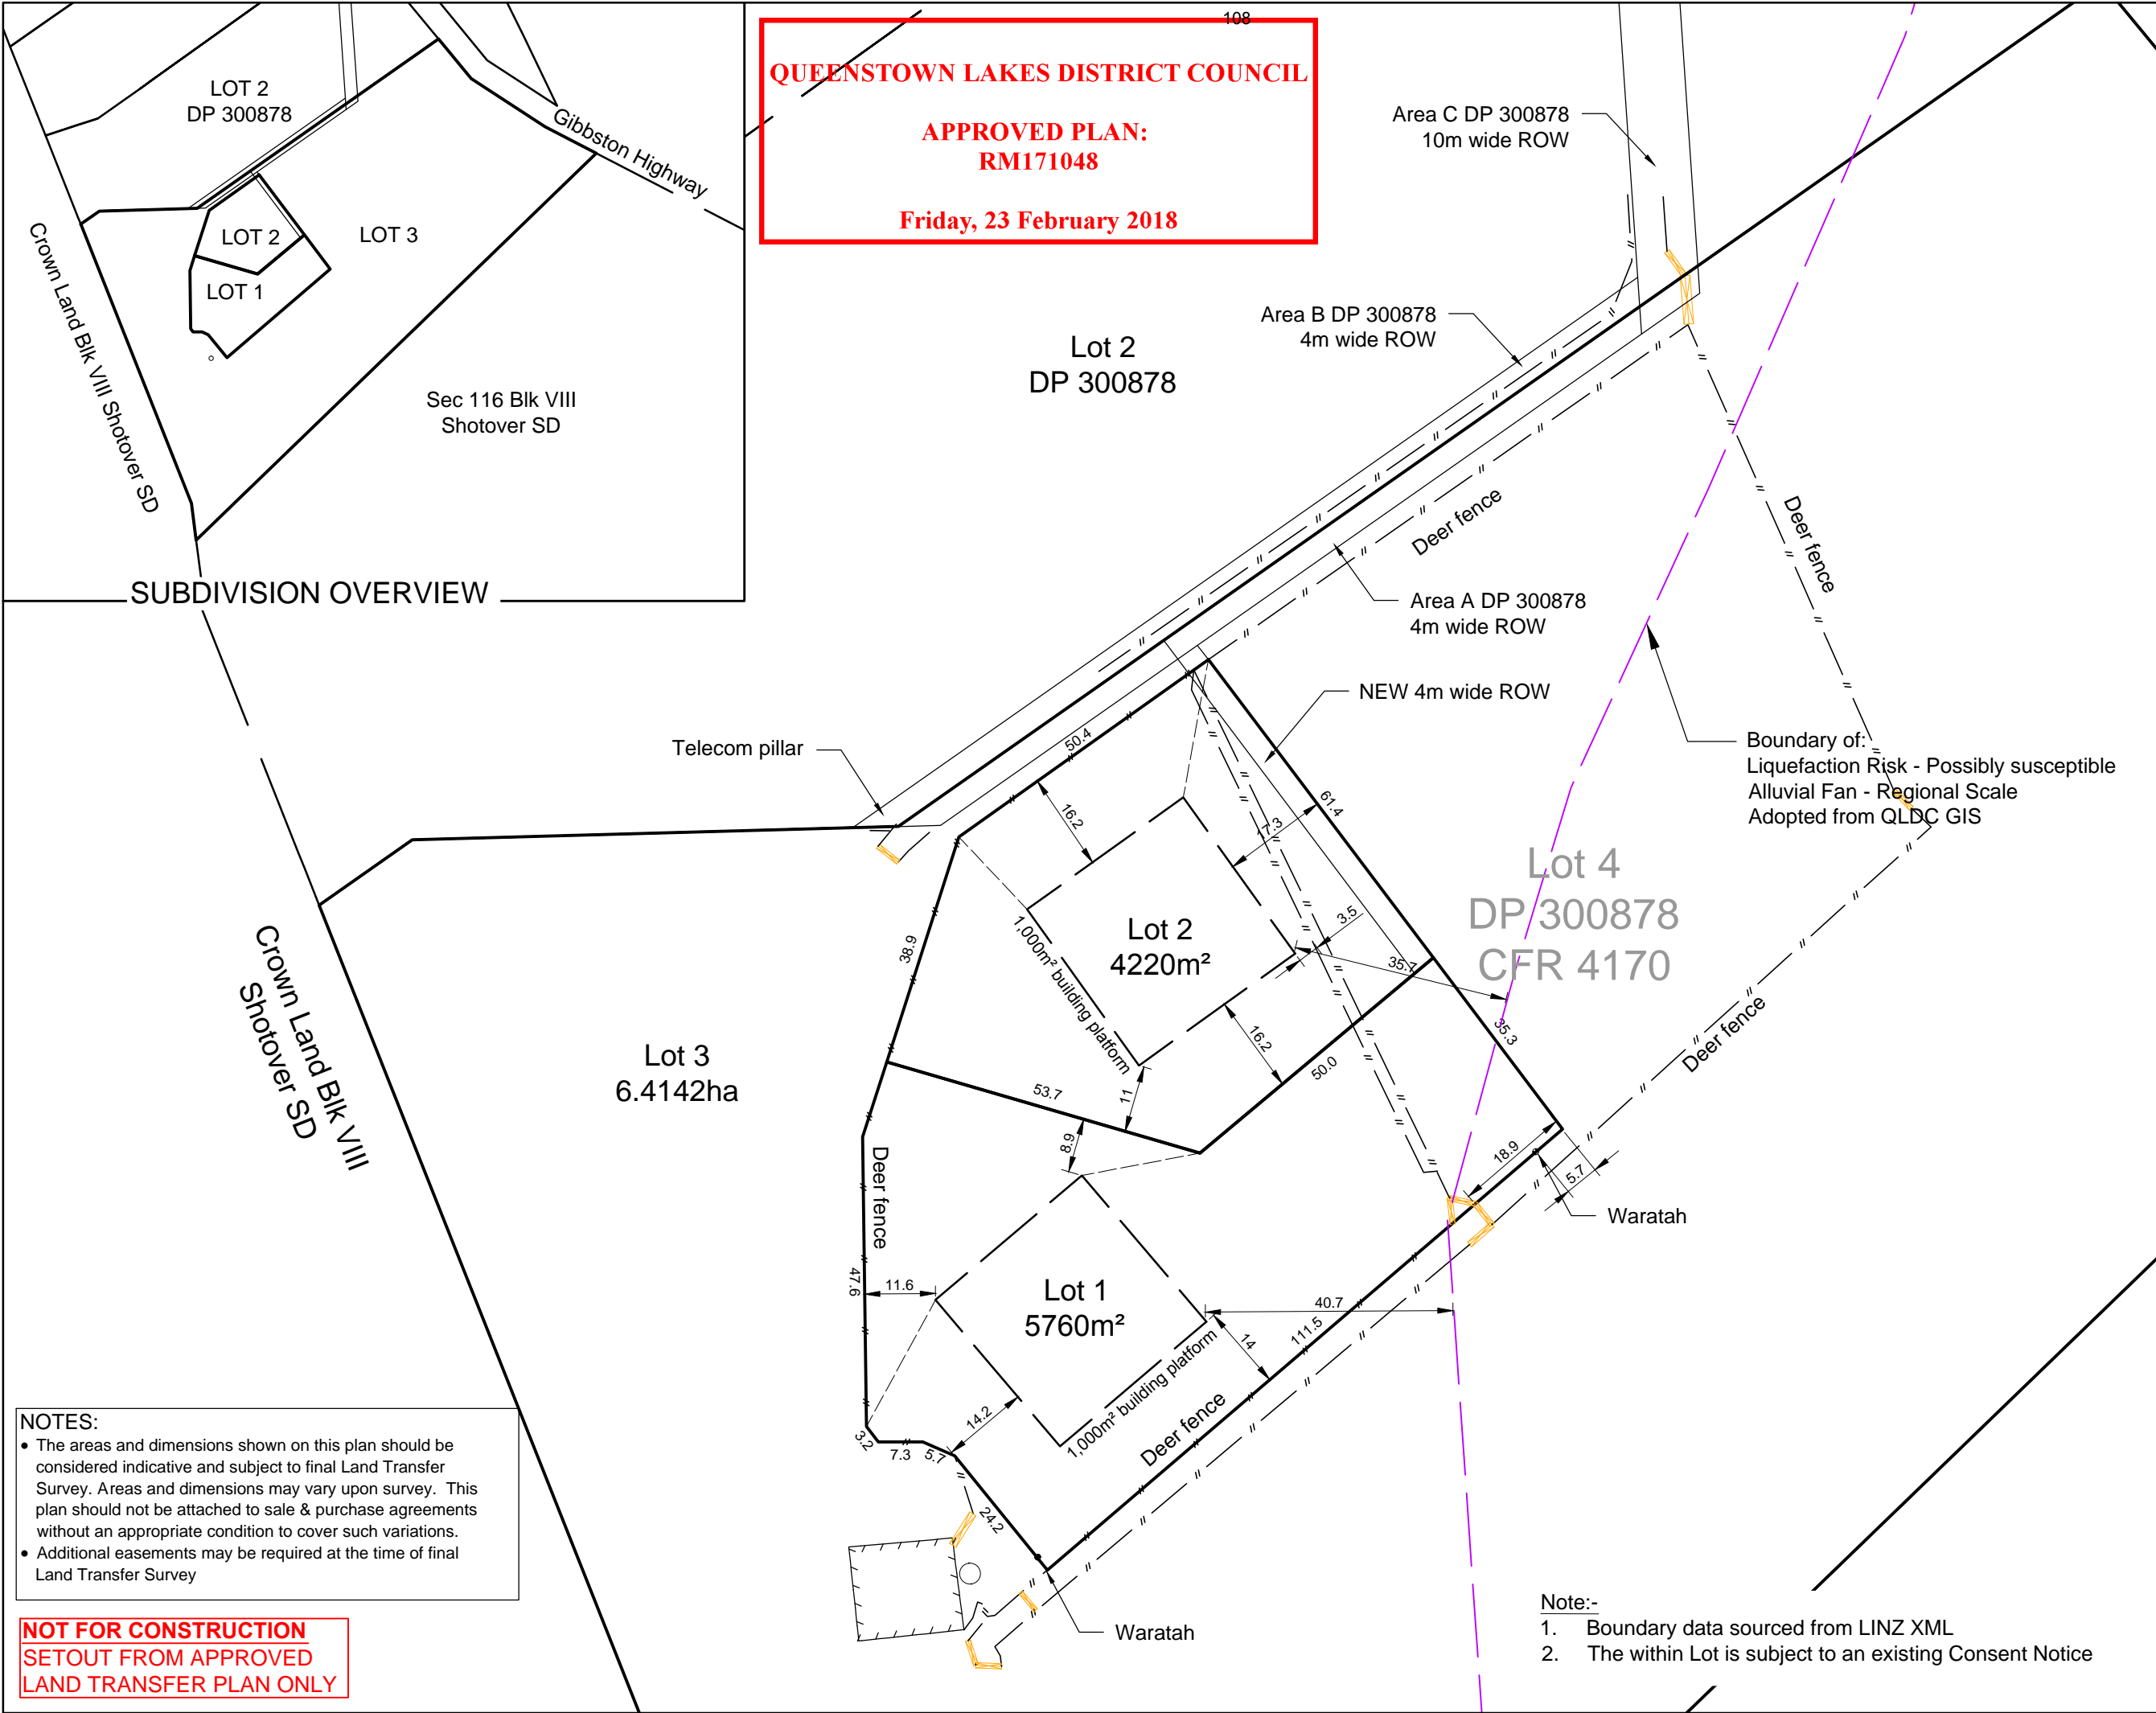 108
QUEENSTOWN LAKES DISTRICT COUNCIL
APPROVED PLAN:
RM171048
Friday, 23 February 2018
LOT 2
DP 300878
Gibbston Highway
LOT 2
LOT 3
LOT 1
Crown Land Blk VIII Shotover SD
Sec 116 Blk VIII
Shotover SD
SUBDIVISION OVERVIEW
Area C DP 300878
10m wide ROW
Area B DP 300878
4m wide ROW
Lot 2
DP 300878
Deer fence
Deer fence
Area A DP 300878
4m wide ROW
NEW 4m wide ROW
Telecom pillar
Boundary of:
Liquefaction Risk - Possibly susceptible
Alluvial Fan - Regional Scale
Adopted from QLDC GIS
50.4
16.2
17.3
61.4
Lot 4
DP 300878
CFR 4170
38.9
1,000m² building platform
Lot 2
4220m²
3.5
35.7
16.2
50.0
35.3
Deer fence
Crown Land Blk VIII
Shotover SD
Lot 3
6.4142ha
53.7
11
8.9
18.9
5.7
Waratah
Deer fence
47.6
11.6
Lot 1
5760m²
40.7
14
111.5
1,000m² building platform
Deer fence
14.2
3.2
7.3
5.7
24.2
Waratah
NOTES:
• The areas and dimensions shown on this plan should be
considered indicative and subject to final Land Transfer
Survey. Areas and dimensions may vary upon survey. This
plan should not be attached to sale & purchase agreements
without an appropriate condition to cover such variations.
• Additional easements may be required at the time of final
Land Transfer Survey
NOT FOR CONSTRUCTION
SETOUT FROM APPROVED
LAND TRANSFER PLAN ONLY
Note:-
1. Boundary data sourced from LINZ XML
2. The within Lot is subject to an existing Consent Notice